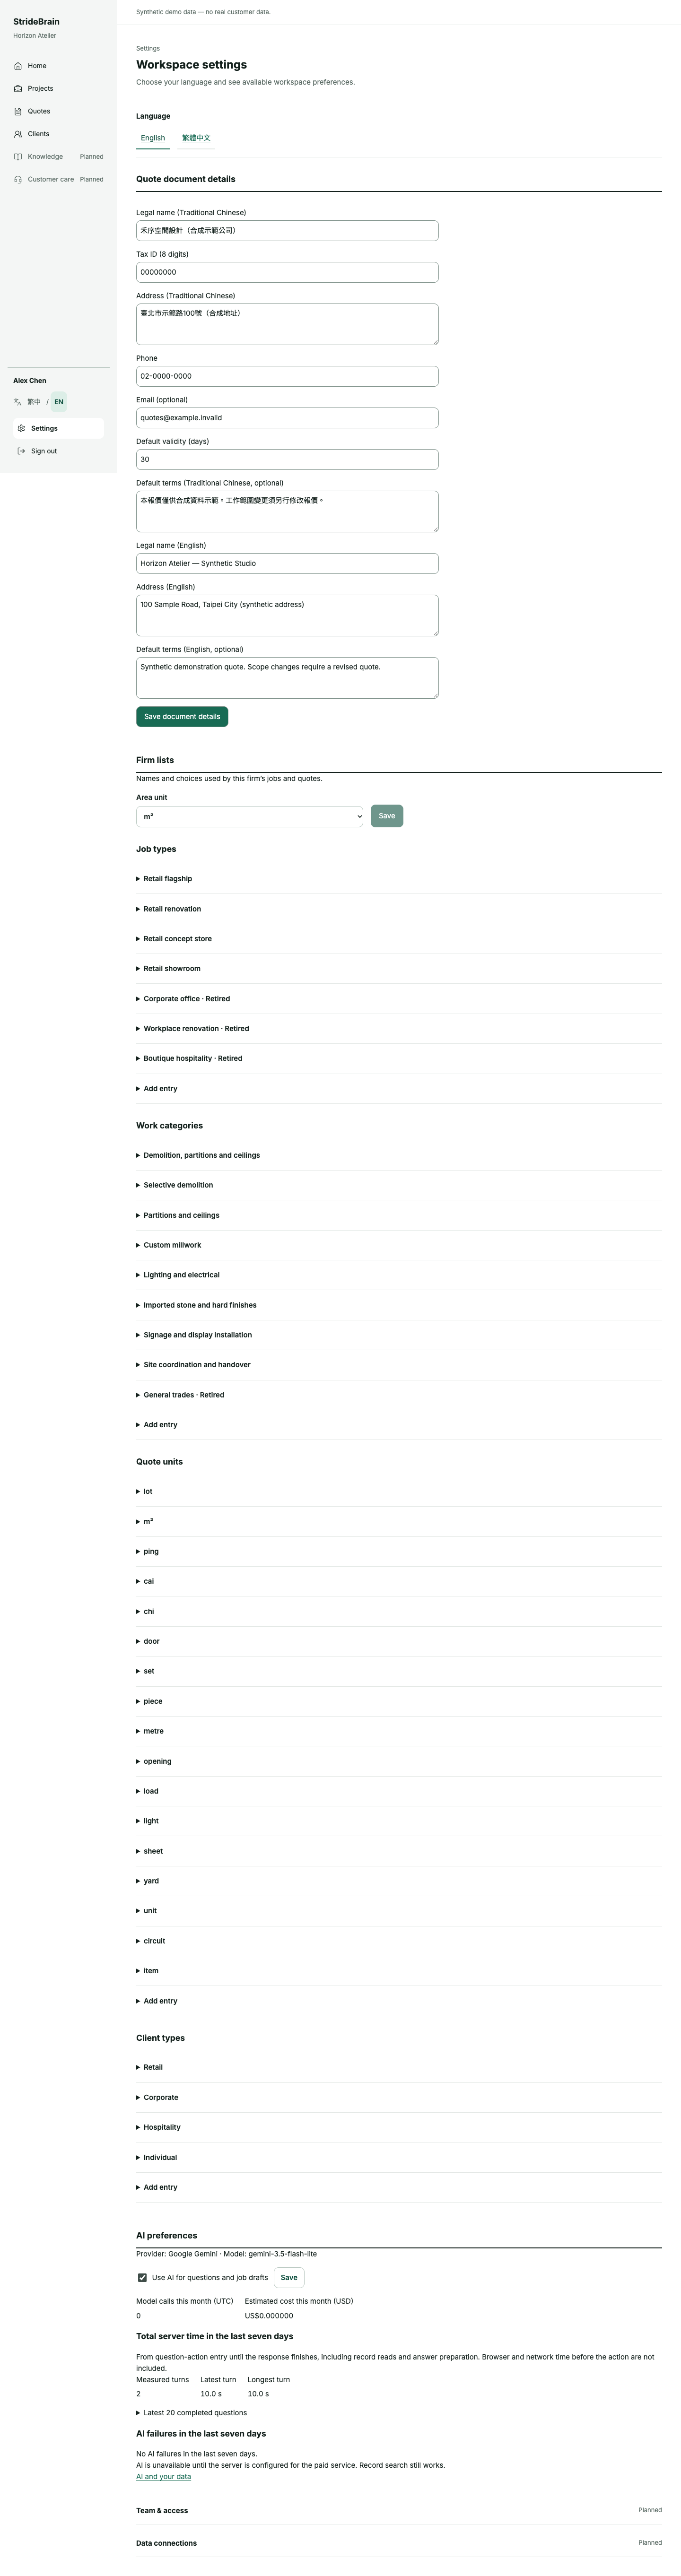 StrideBrain
Horizon Atelier
Home
Projects
Quotes
Clients
Knowledge Planned
Customer care Planned
Alex Chen
繁中 / EN
Settings
Sign out
Synthetic demo data — no real customer data.
Settings
Workspace settings
Choose your language and see available workspace preferences.
Language
English 繁體中文
Quote document details
Legal name (Traditional Chinese)
禾序空間設計（合成示範公司）
Tax ID (8 digits)
00000000
Address (Traditional Chinese)
臺北市示範路100號（合成地址）
Phone
02-0000-0000
Email (optional)
quotes@example.invalid
Default validity (days)
30
Default terms (Traditional Chinese, optional)
本報價僅供合成資料示範。工作範圍變更須另行修改報價。
Legal name (English)
Horizon Atelier — Synthetic Studio
Address (English)
100 Sample Road, Taipei City (synthetic address)
Default terms (English, optional)
Synthetic demonstration quote. Scope changes require a revised quote.
Save document details
Firm lists
Names and choices used by this firm's jobs and quotes.
Area unit
m² Save
Job types
Retail flagship
Retail renovation
Retail concept store
Retail showroom
Corporate office · Retired
Workplace renovation · Retired
Boutique hospitality · Retired
Add entry
Work categories
Demolition, partitions and ceilings
Selective demolition
Partitions and ceilings
Custom millwork
Lighting and electrical
Imported stone and hard finishes
Signage and display installation
Site coordination and handover
General trades · Retired
Add entry
Quote units
lot
m²
ping
cai
chi
door
set
piece
metre
opening
load
light
sheet
yard
unit
circuit
item
Add entry
Client types
Retail
Corporate
Hospitality
Individual
Add entry
AI preferences
Provider: Google Gemini · Model: gemini-3.5-flash-lite
Use AI for questions and job drafts Save
Model calls this month (UTC) Estimated cost this month (USD)
0 US$0.000000
Total server time in the last seven days
From question-action entry until the response finishes, including record reads and answer preparation. Browser and network time before the action are not
included.
Measured turns Latest turn Longest turn
2 10.0 s 10.0 s
Latest 20 completed questions
AI failures in the last seven days
No AI failures in the last seven days.
AI is unavailable until the server is configured for the paid service. Record search still works.
AI and your data
Team & access Planned
Data connections Planned